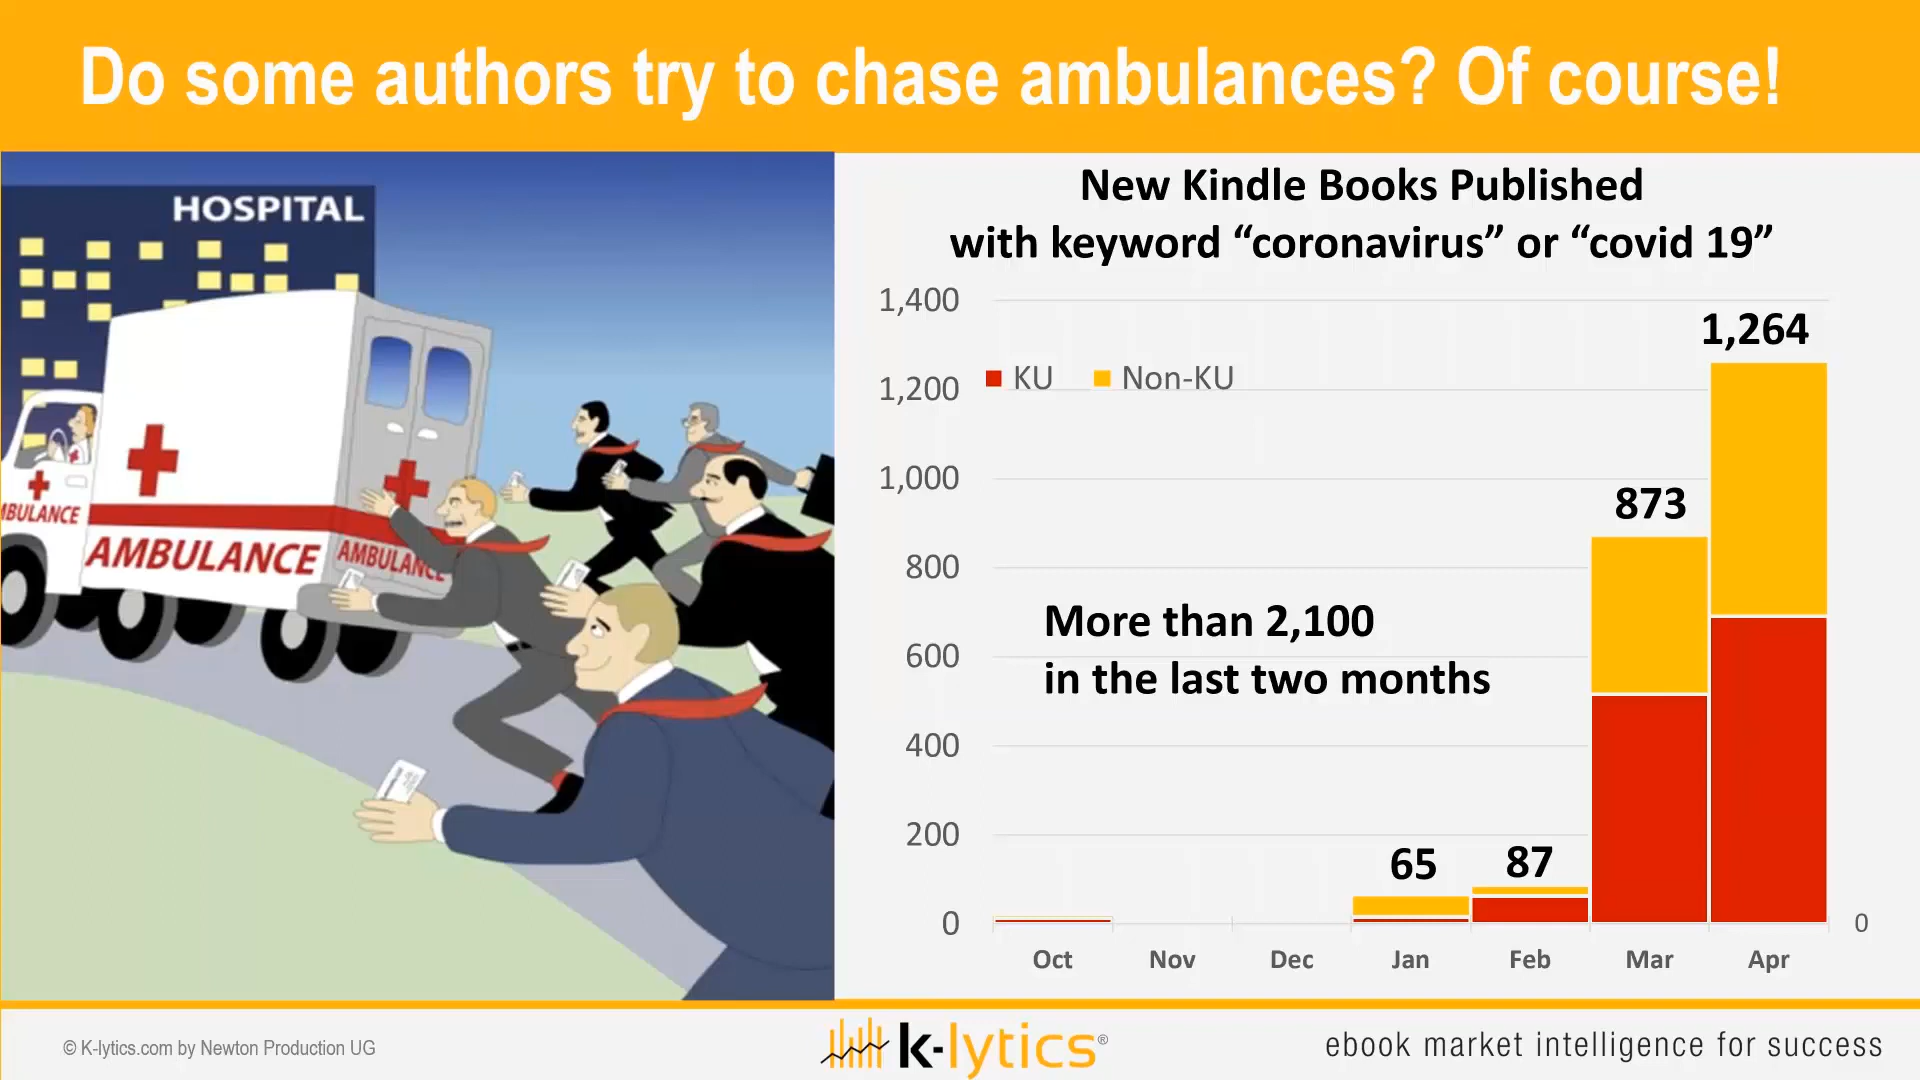 Do some authors try to chase ambulances? Of course!
HOSPITAL
AMBULANCE
AMBULANCE
New Kindle Books Published
with keyword “coronavirus” or “covid 19”
1,400
1,200
1,000
800
600
400
200
0
KU
Non-KU
1,264
873
87
65
More than 2,100
in the last two months
0
Oct Nov Dec Jan Feb Mar Apr
© K-lytics.com by Newton Production UG
k-lytics®
ebook market intelligence for success